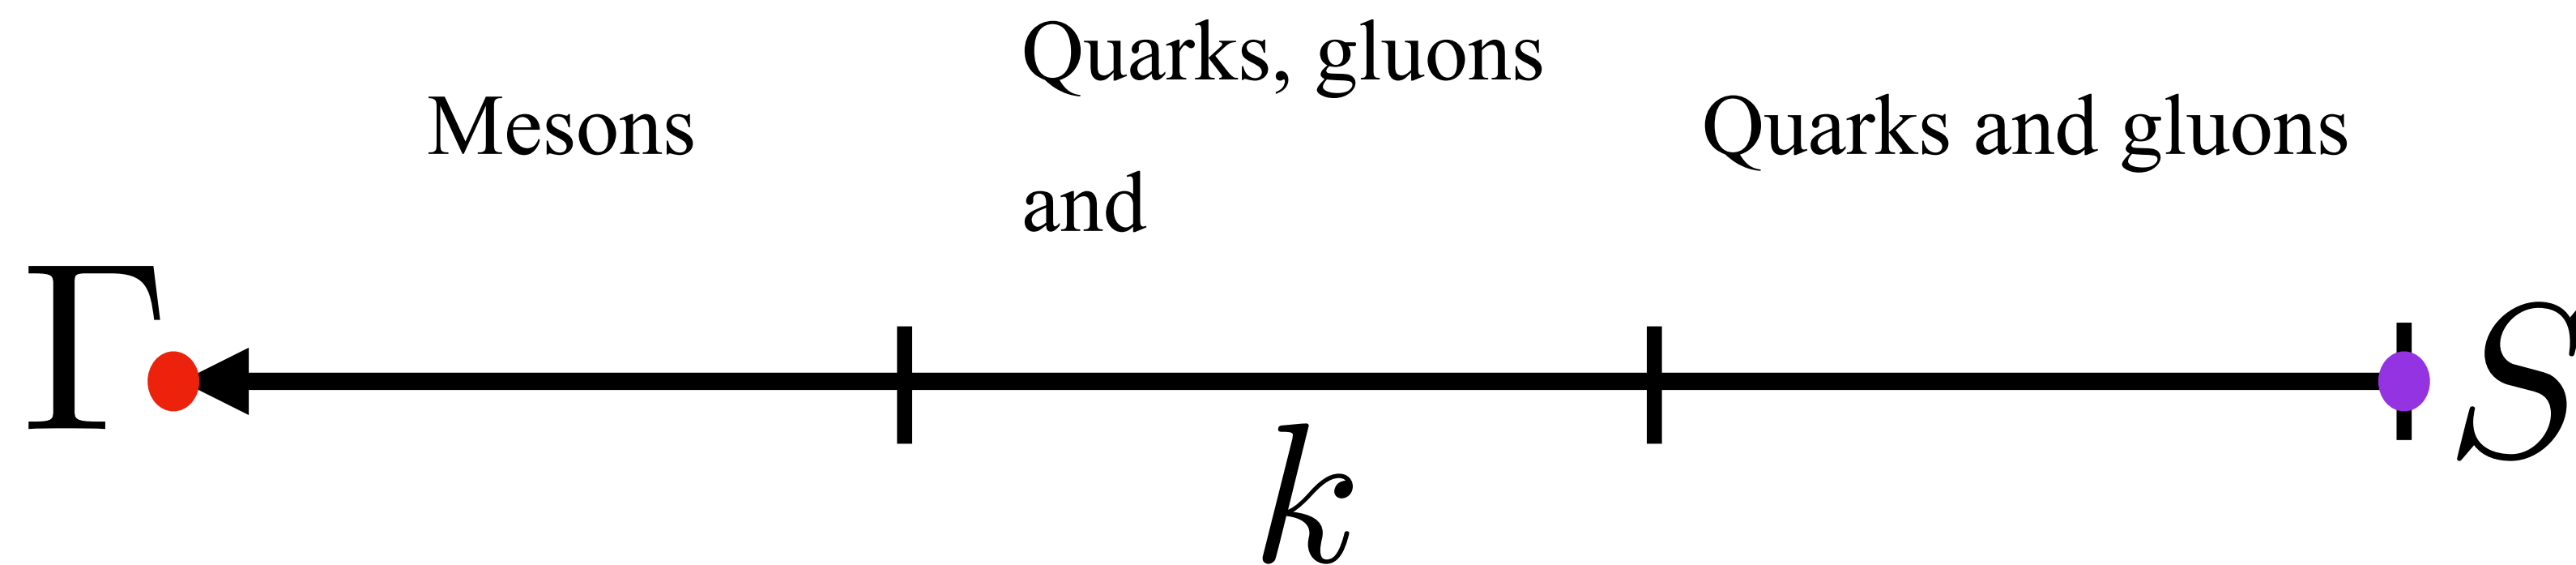 Quarks, gluons
and
Mesons
Quarks and gluons
Γ
S
k